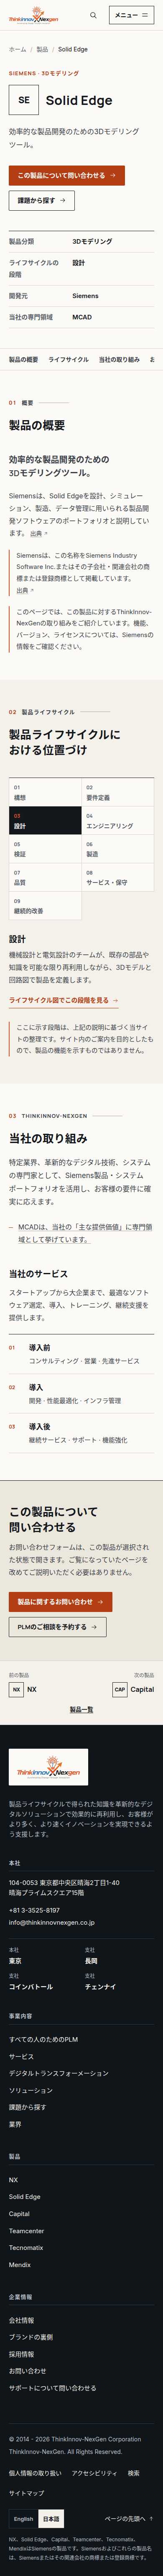 ThinkInnov NexGen
メニュー
ホーム / 製品 / Solid Edge
SIEMENS · 3Dモデリング
SE
Solid Edge
効率的な製品開発のための3Dモデリング
ツール。
この製品について問い合わせる →
課題から探す →
製品分類 3Dモデリング
ライフサイクルの 設計
段階
開発元 Siemens
当社の専門領域 MCAD
製品の概要 ライフサイクル 当社の取り組み
01 概要
製品の概要
効率的な製品開発のための
3Dモデリングツール。
Siemensは、Solid Edgeを設計、シミュレー
ション、製造、データ管理に用いられる製品開
発ソフトウェアのポートフォリオと説明していま
す。 出典 ↗
Siemensは、この名称をSiemens Industry
Software Inc.またはその子会社・関連会社の商
標または登録商標として掲載しています。
出典 ↗
このページでは、この製品に対するThinkInnov-
NexGenの取り組みをご紹介しています。機能、
バージョン、ライセンスについては、Siemensの
情報をご確認ください。
02 製品ライフサイクル
製品ライフサイクルに
おける位置づけ
01
構想
02
要件定義
03
設計
04
エンジニアリング
05
検証
06
製造
07
品質
08
サービス・保守
09
継続的改善
設計
機械設計と電気設計のチームが、既存の部品や
知識を可能な限り再利用しながら、3Dモデルと
回路図で製品を定義します。
ライフサイクル図でこの段階を見る →
ここに示す段階は、上記の説明に基づく当サイ
トの整理です。サイト内のご案内を目的としたも
ので、製品の機能を示すものではありません。
03 THINKINNOV-NEXGEN
当社の取り組み
特定業界、革新的なデジタル技術、システム
の専門家として、Siemens製品・システム
ポートフォリオを活用し、お客様の要件に確
実に応えます。
— MCADは、当社の「主な提供価値」に専門領
域として挙げています。
当社のサービス
スタートアップから大企業まで、最適なソフト
ウェア選定、導入、トレーニング、継続支援を
提供します。
01 導入前
コンサルティング · 営業 · 先進サービス
02 導入
開発 · 性能最適化 · インフラ管理
03 導入後
継続サービス · サポート · 機能強化
この製品について
問い合わせる
お問い合わせフォームは、この製品が選択され
た状態で開きます。ご覧になっていたページを
改めてご説明いただく必要はありません。
製品に関するお問い合わせ →
PLMのご相談を予約する →
前の製品
NX NX
次の製品
CAP Capital
製品一覧
ThinkInnov NexGen
製品ライフサイクルで得られた知識を革新的なデジ
タルソリューションで効果的に再利用し、お客様がよ
り多く、より速くイノベーションを実現できるよう支援
します。
本社
104-0053 東京都中央区晴海2丁目1-40
晴海プライムスクエア15階
+81 3-3527-8197
info@thinkinnovnexgen.co.jp
本社
東京
支社
長岡
支社
コインバトール
支社
チェンナイ
事業内容
すべての人のためのPLM
サービス
デジタルトランスフォーメーション
ソリューション
課題から探す
業界
製品
NX
Solid Edge
Capital
Teamcenter
Tecnomatix
Mendix
企業情報
会社情報
ブランドの裏側
採用情報
お問い合わせ
サポートについて問い合わせる
© 2014 - 2026 ThinkInnov-NexGen Corporation
ThinkInnov-NexGen. All Rights Reserved.
個人情報の取り扱い アクセシビリティ 検索
サイトマップ
English 日本語
ページの先頭へ ↑
NX、Solid Edge、Capital、Teamcenter、Tecnomatix、
MendixはSiemensの製品です。Siemensおよびこれらの製品名
は、Siemensまたはその関連会社の商標または登録商標です。